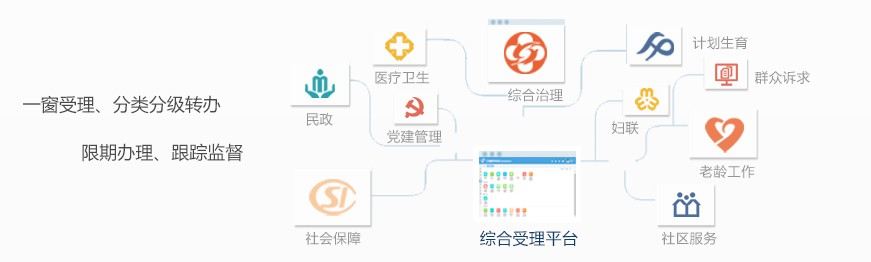 一窗受理、分类分级转办
限期办理、跟踪监督
民政
医疗卫生
党建管理
社会保障
综合治理
综合受理平台
计划生育
群众诉求
妇联
老龄工作
社区服务